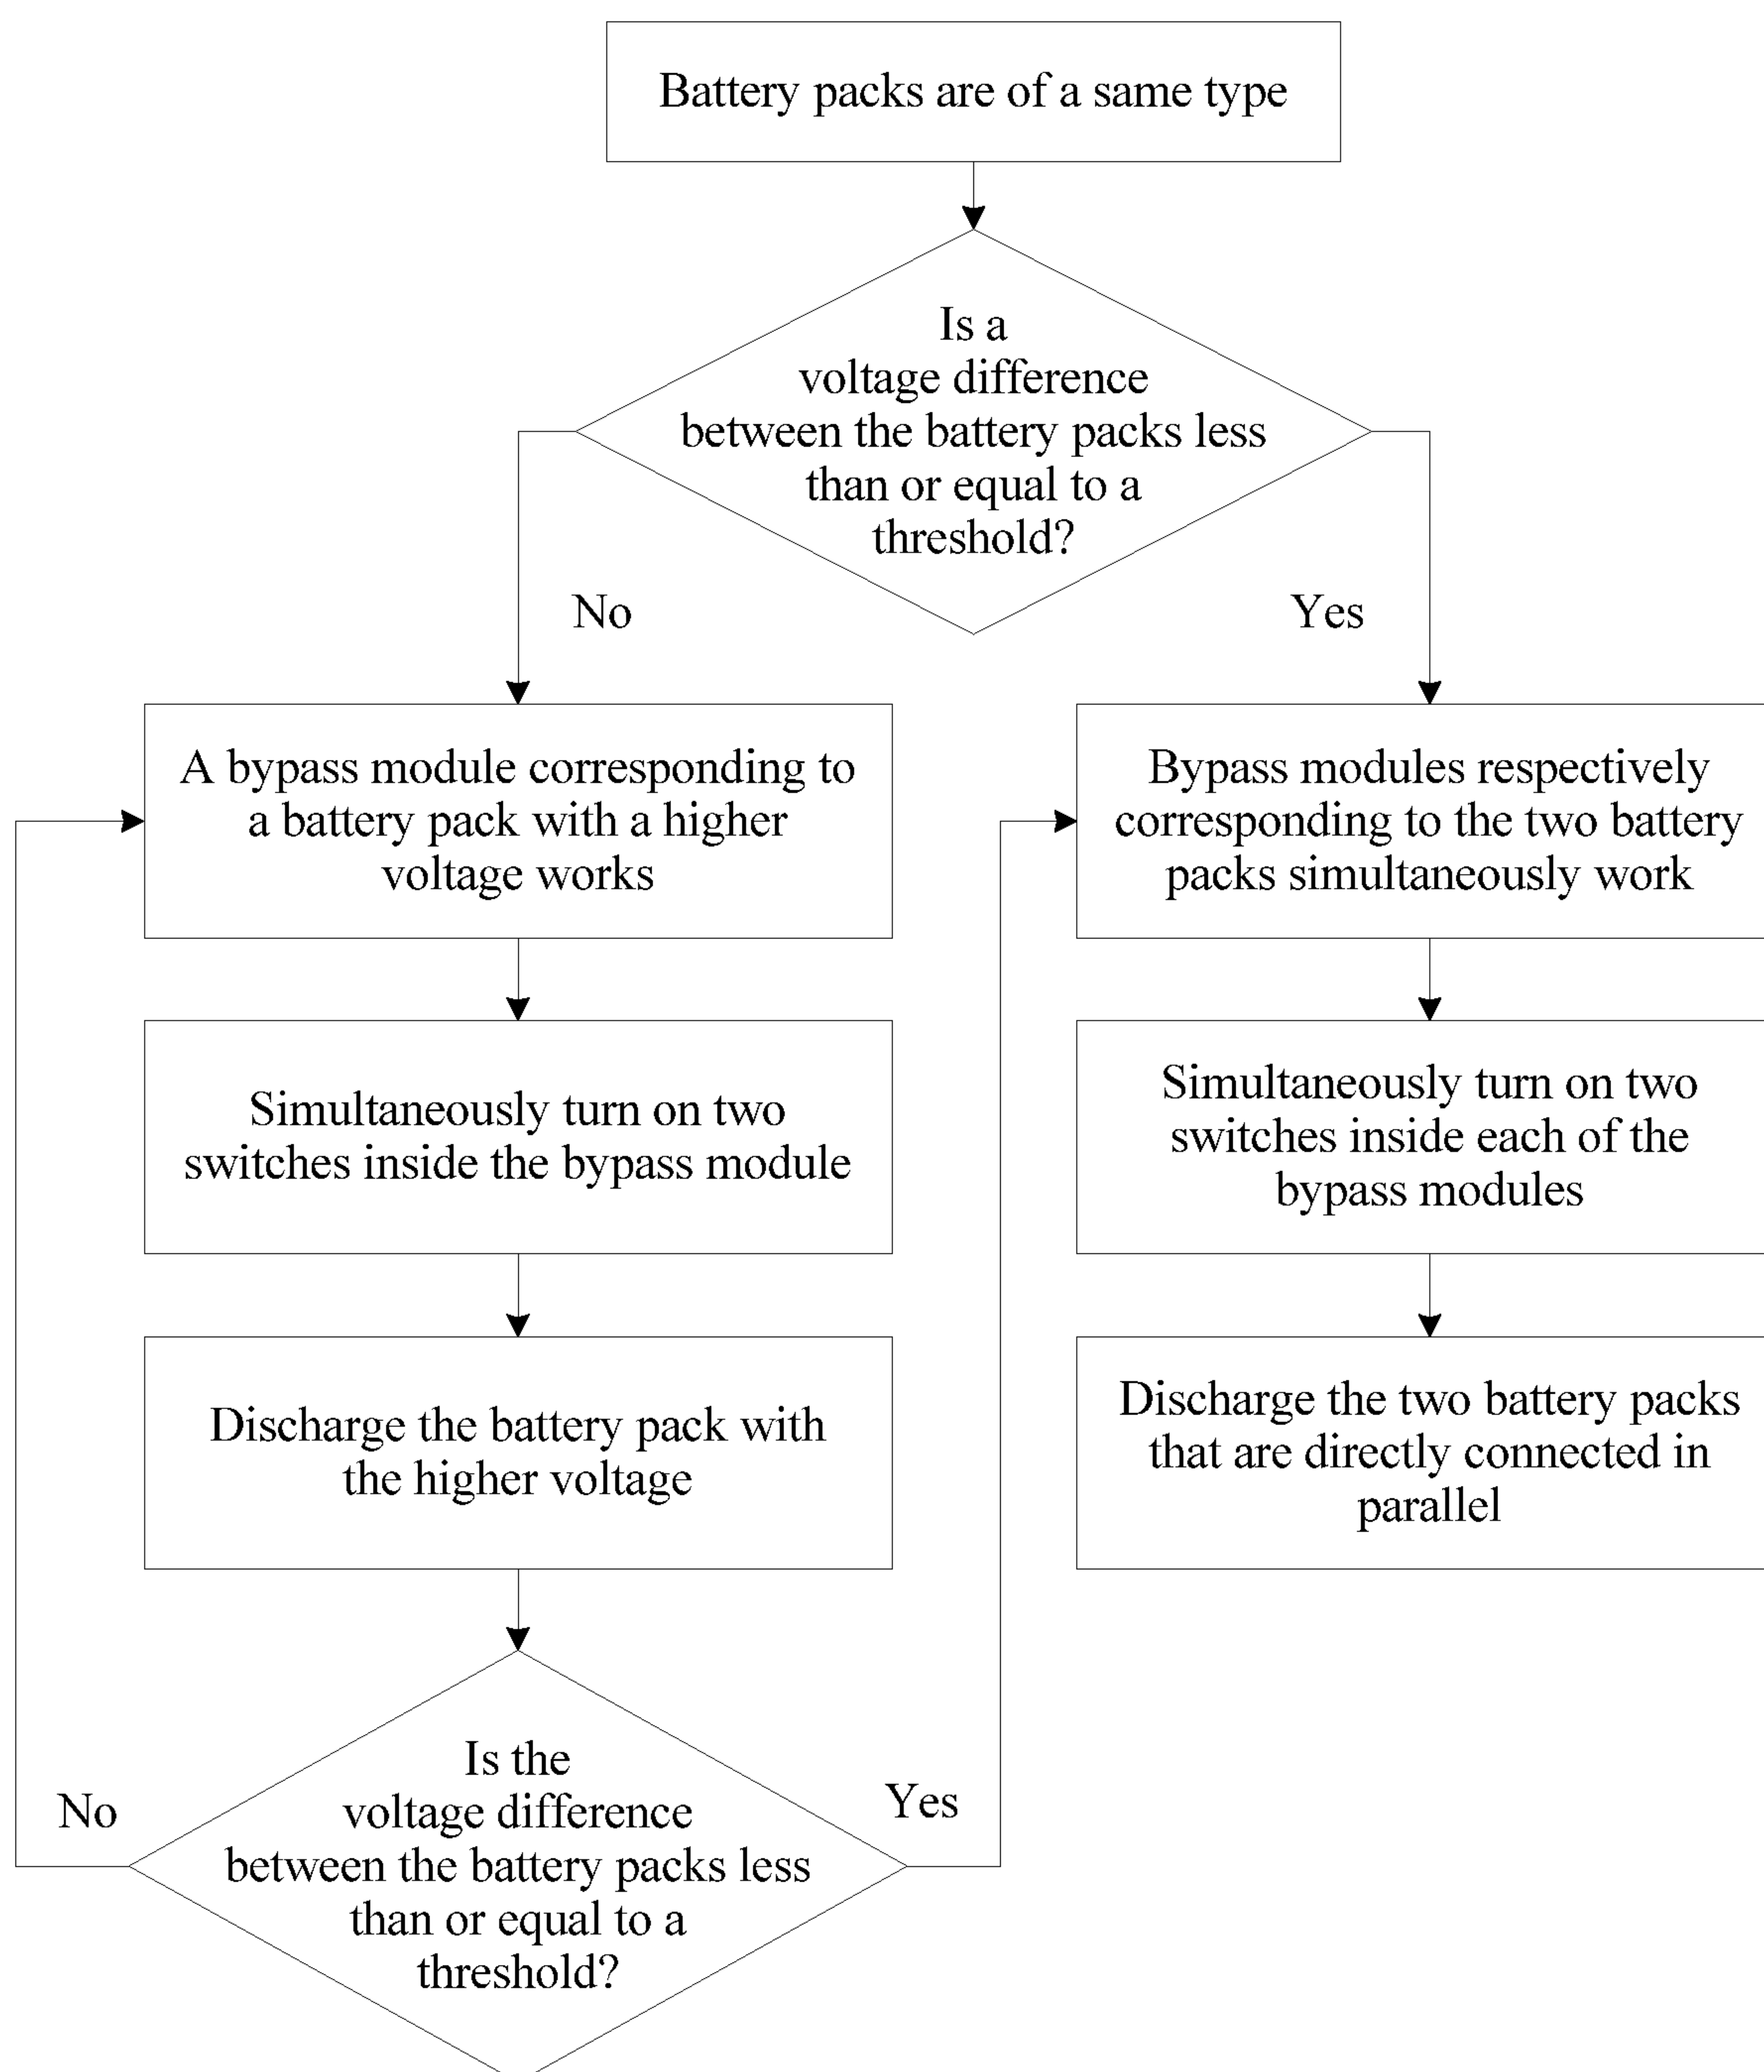 Battery packs are of a same type
Is a
voltage difference
between the battery packs less
than or equal to a
threshold?
No
Yes
A bypass module corresponding to
a battery pack with a higher
voltage works
Simultaneously turn on two
switches inside the bypass module
Discharge the battery pack with
the higher voltage
Is the
voltage difference
between the battery packs less
than or equal to a
threshold?
No
Yes
Bypass modules respectively
corresponding to the two battery
packs simultaneously work
Simultaneously turn on two
switches inside each of the
bypass modules
Discharge the two battery packs
that are directly connected in
parallel